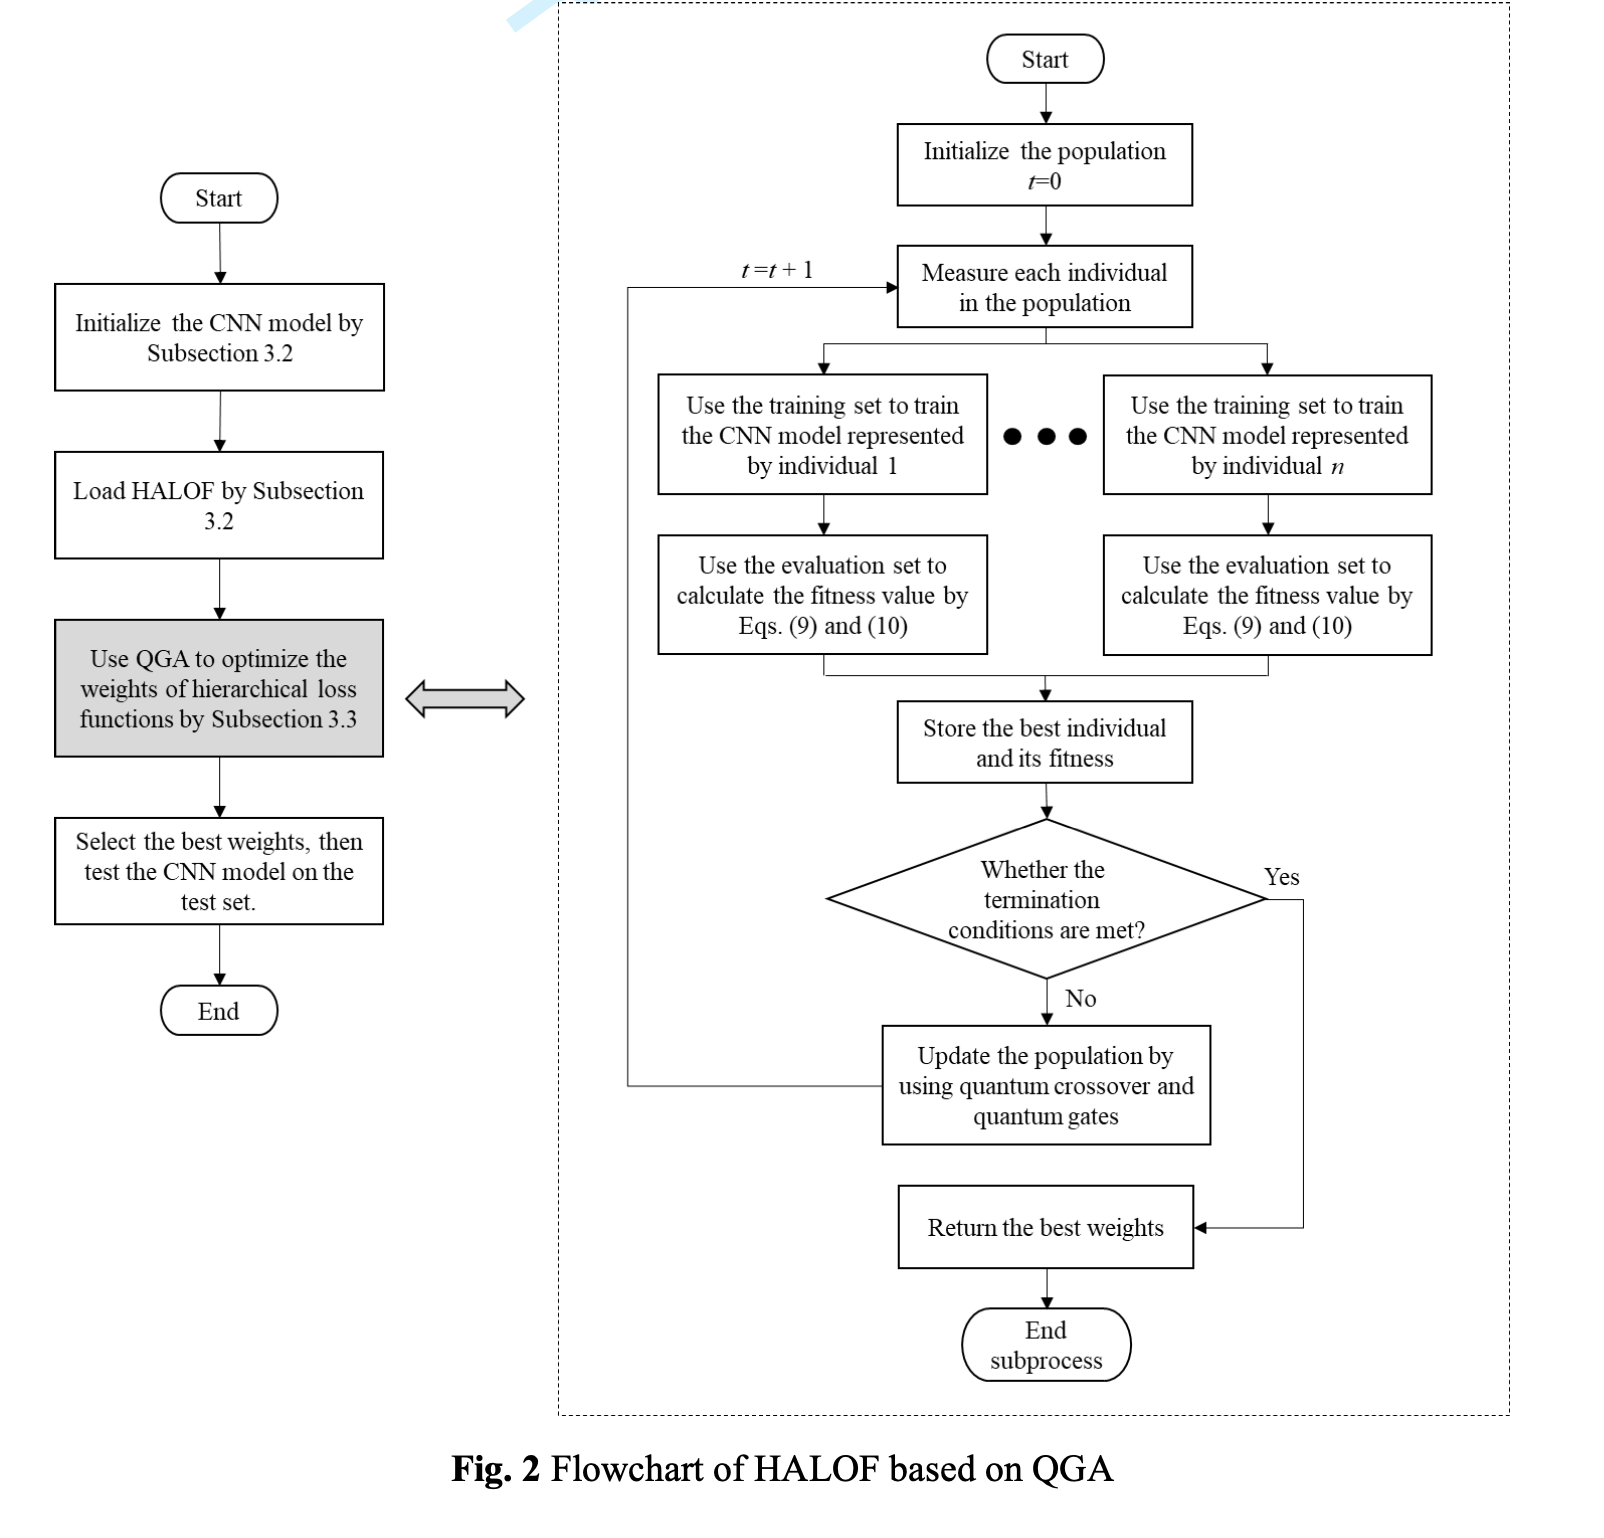 Start
Initialize the CNN model by
Subsection 3.2
Load HALOF by Subsection
3.2
Use QGA to optimize the
weights of hierarchical loss
functions by Subsection 3.3
Select the best weights, then
test the CNN model on the
test set.
End
Start
Initialize the population
t=0
t=t + 1
Measure each individual
in the population
Use the training set to train
the CNN model represented
by individual 1
Use the training set to train
the CNN model represented
by individual n
Use the evaluation set to
calculate the fitness value by
Eqs. (9) and (10)
Use the evaluation set to
calculate the fitness value by
Eqs. (9) and (10)
Store the best individual
and its fitness
Whether the
termination
conditions are met?
Yes
No
Update the population by
using quantum crossover and
quantum gates
Return the best weights
End
subprocess
Fig. 2 Flowchart of HALOF based on QGA